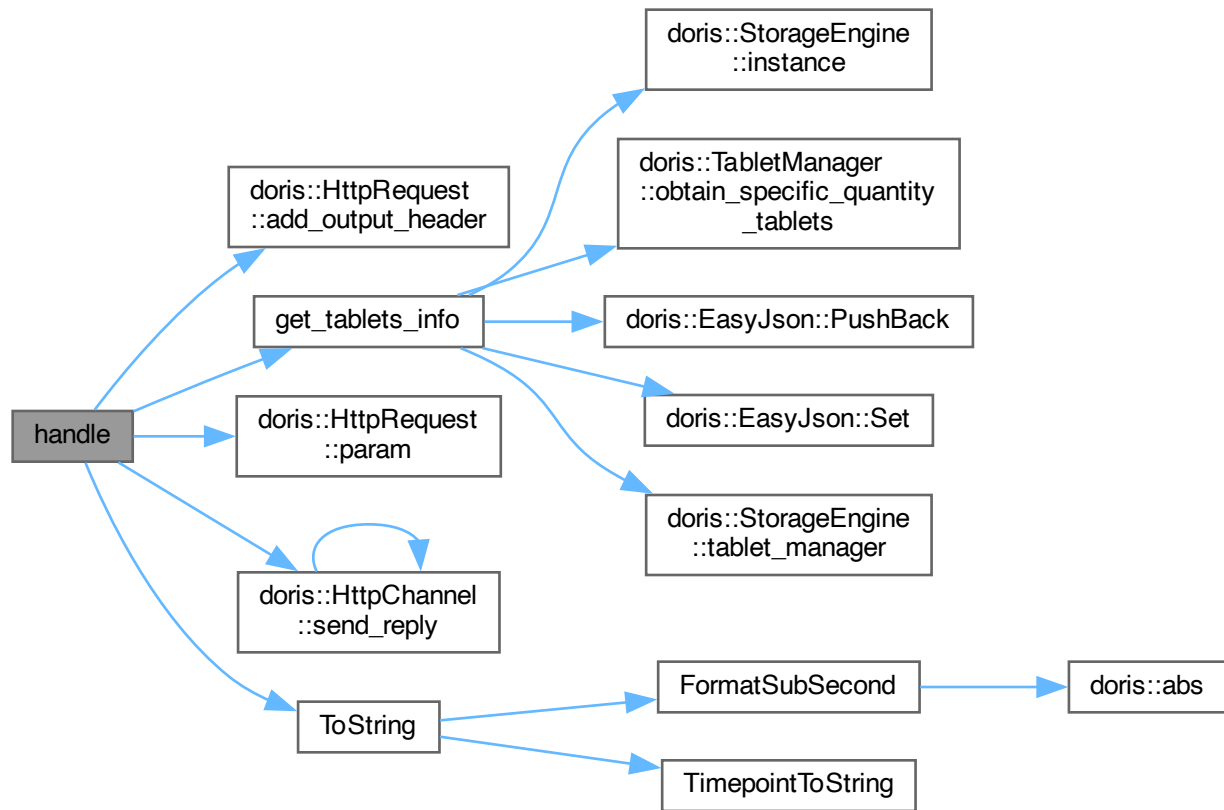 handle
doris::HttpRequest
::add_output_header
get_tablets_info
doris::StorageEngine
::instance
doris::TabletManager
::obtain_specific_quantity
_tablets
doris::EasyJson::PushBack
doris::EasyJson::Set
doris::StorageEngine
::tablet_manager
doris::HttpRequest
::param
doris::HttpChannel
::send_reply
ToString
FormatSubSecond
doris::abs
TimepointToString